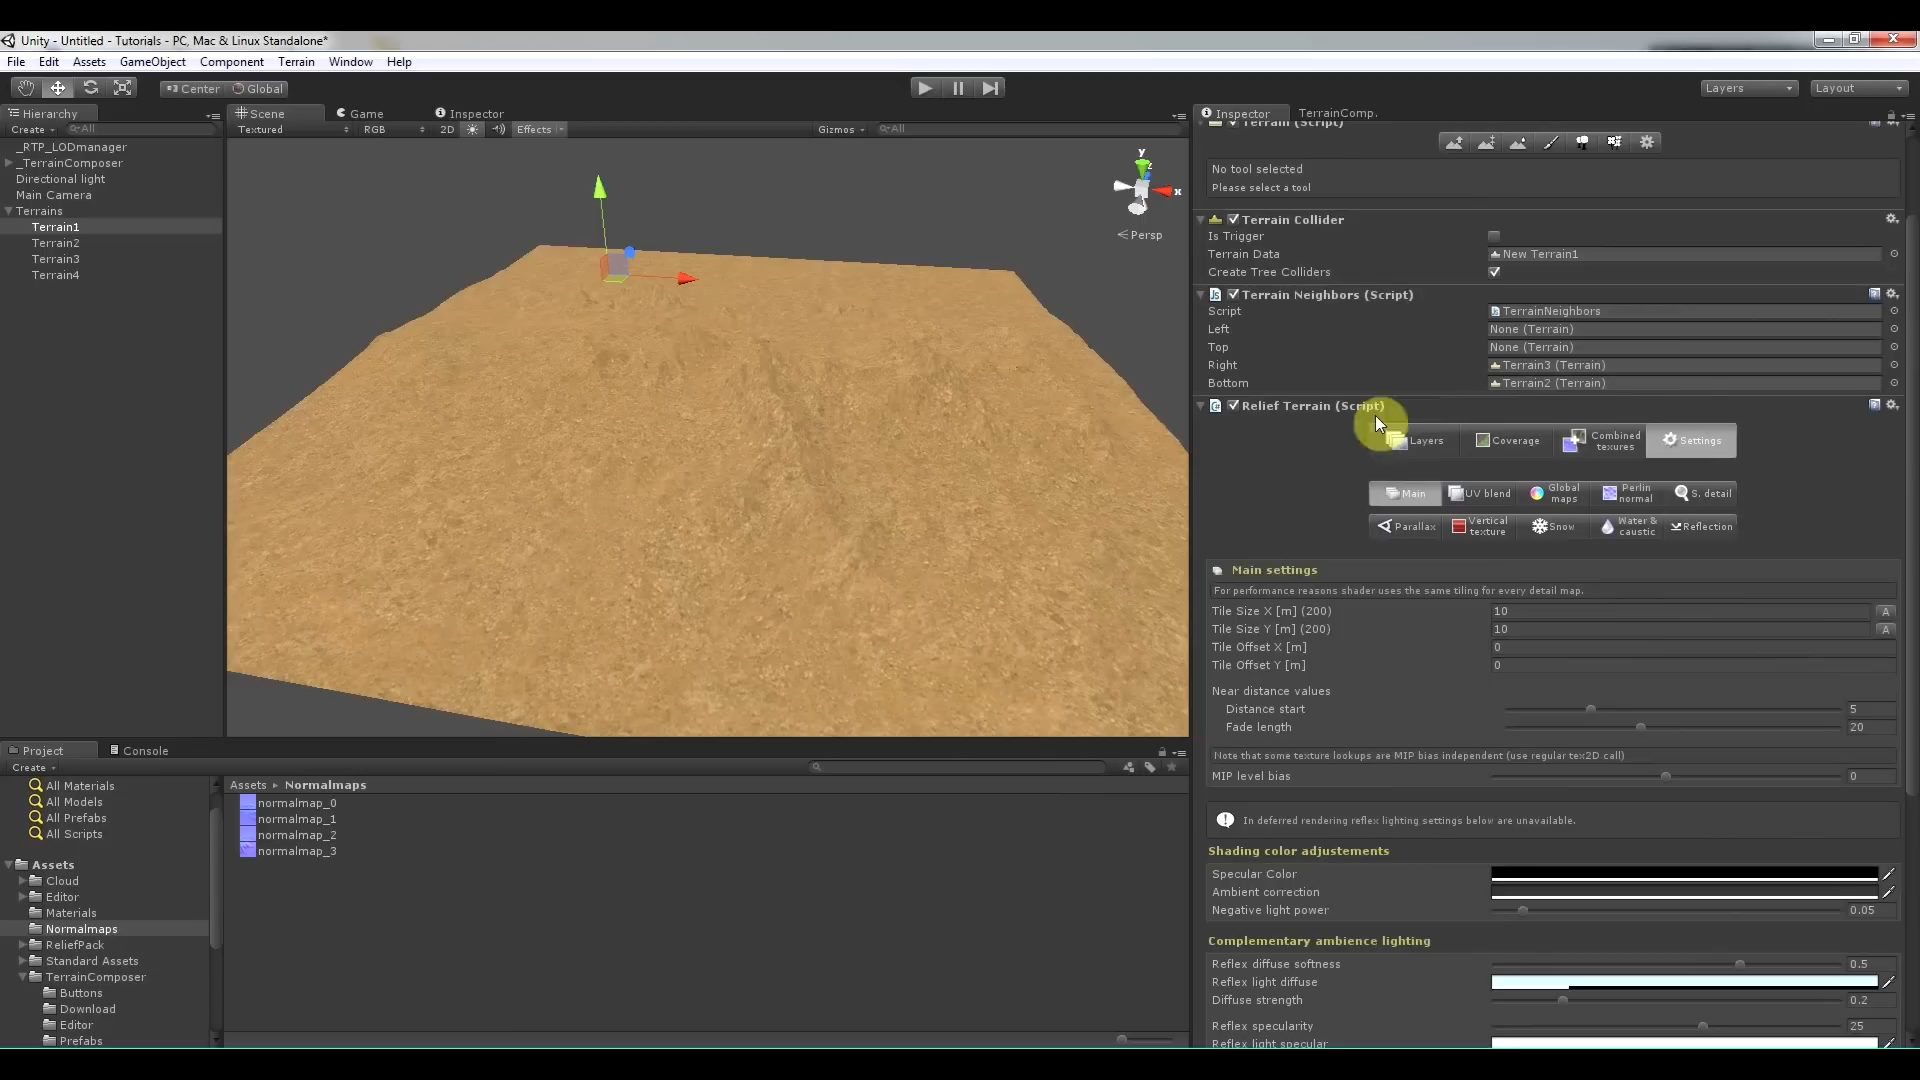 Unity - Untitled - Tutorials - PC, Mac & Linux Standalone*
File Edit Assets GameObject Component Terrain Window Help
Center Global Layers Layout
Hierarchy Scene Game Inspector Inspector TerrainComp.
Create All Textured RGB 2D Effects Gizmos All
Terrain (Script)
_RTP_LODmanager
_TerrainComposer
Directional light
Main Camera
Terrains
Terrain1
Terrain2
Terrain3
Terrain4
y
z
x
Persp
No tool selected
Please select a tool
Terrain Collider
Is Trigger
Terrain Data New Terrain1
Create Tree Colliders
Terrain Neighbors (Script)
Script TerrainNeighbors
Left None (Terrain)
Top None (Terrain)
Right Terrain3 (Terrain)
Bottom Terrain2 (Terrain)
Relief Terrain (Script)
Layers Coverage Combined texures Settings
Main UV blend Global maps Perlin normal S. detail
Parallax Vertical texture Snow Water & caustic Reflection
Main settings
For performance reasons shader uses the same tiling for every detail map.
Tile Size X [m] (200) 10 A
Tile Size Y [m] (200) 10 A
Tile Offset X [m] 0
Tile Offset Y [m] 0
Near distance values
Distance start 5
Fade length 20
Note that some texture lookups are MIP bias independent (use regular tex2D call)
MIP level bias 0
In deferred rendering reflex lighting settings below are unavailable.
Shading color adjustements
Specular Color
Ambient correction
Negative light power 0.05
Complementary ambience lighting
Reflex diffuse softness 0.5
Reflex light diffuse
Diffuse strength 0.2
Reflex specularity 25
Reflex light specular
Project Console
Create
All Materials
All Models
All Prefabs
All Scripts
Assets
Cloud
Editor
Materials
Normalmaps
ReliefPack
Standard Assets
TerrainComposer
Buttons
Download
Editor
Prefabs
Assets Normalmaps
normalmap_0
normalmap_1
normalmap_2
normalmap_3